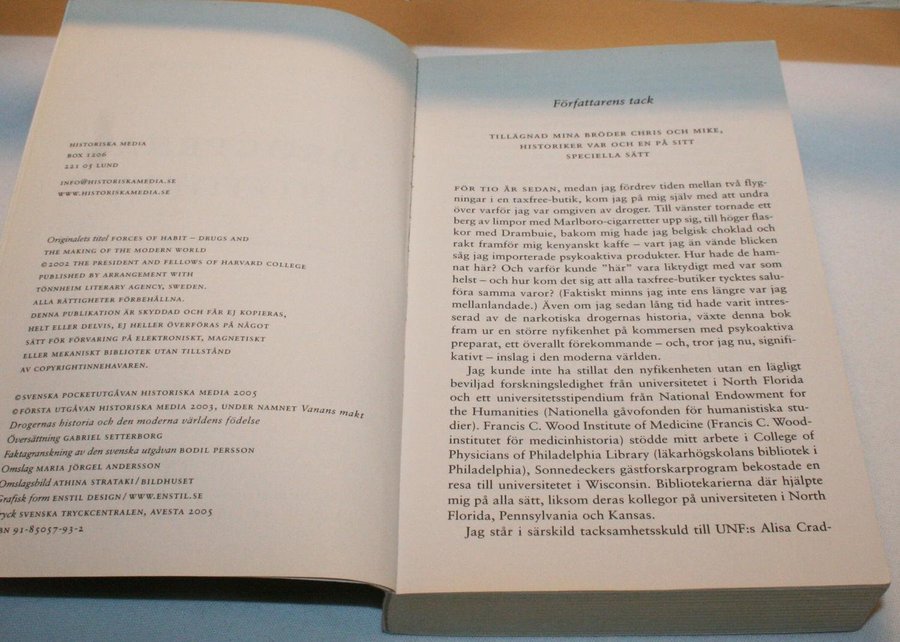 HISTORISKA MEDIA
BOX 1206
221 05 LUND
INFO@HISTORISKAMEDIA.SE
WWW.HISTORISKAMEDIA.SE
Originalets titel FORCES OF HABIT – DRUGS AND
THE MAKING OF THE MODERN WORLD
©2002 THE PRESIDENT AND FELLOWS OF HARVARD COLLEGE
PUBLISHED BY ARRANGEMENT WITH
TÖNNHEIM LITERARY AGENCY, SWEDEN.
ALLA RÄTTIGHETER FÖRBEHÅLLNA.
DENNA PUBLIKATION ÄR SKYDDAD OCH FÅR EJ KOPIERAS,
HELT ELLER DELVIS, EJ HELLER ÖVERFÖRAS PÅ NÅGOT
SÄTT FÖR FÖRVARING PÅ ELEKTRONISKT, MAGNETISKT
ELLER MEKANISKT BIBLIOTEK UTAN TILLSTÅND
AV COPYRIGHTINNEHAVAREN.
©SVENSKA POCKETUTGÅVAN HISTORISKA MEDIA 2005
©FÖRSTA UTGÅVAN HISTORISKA MEDIA 2003, UNDER NAMNET Vanans makt
Drogernas historia och den moderna världens födelse
Översättning GABRIEL SETTERBORG
Faktagranskning av den svenska utgåvan BODIL PERSSON
Omslag MARIA JÖRGEL ANDERSSON
Omslagsbild ATHINA STRATAKI/BILDHUSET
Grafisk form ENSTIL DESIGN/WWW.ENSTIL.SE
ryck SVENSKA TRYCKCENTRALEN, AVESTA 2005
BN 91-85057-93-2
Författarens tack
TILLÄGNAD MINA BRÖDER CHRIS OCH MIKE,
HISTORIKER VAR OCH EN PÅ SITT
SPECIELLA SÄTT
FÖR TIO ÅR SEDAN, medan jag fördrev tiden mellan två flyg-
ningar i en taxfree-butik, kom jag på mig själv med att undra
över varför jag var omgiven av droger. Till vänster tornade ett
berg av limpor med Marlboro-cigarretter upp sig, till höger flas-
kor med Drambuie, bakom mig hade jag belgisk choklad och
rakt framför mig kenyanskt kaffe – vart jag än vände blicken
såg jag importerade psykoaktiva produkter. Hur hade de ham-
nat här? Och varför kunde "här" vara liktydigt med var som
helst – och hur kom det sig att alla taxfree-butiker tycktes salu-
föra samma varor? (Faktiskt minns jag inte ens längre var jag
mellanlandade.) Även om jag sedan lång tid hade varit intres-
serad av de narkotiska drogernas historia, växte denna bok
fram ur en större nyfikenhet på kommersen med psykoaktiva
preparat, ett överallt förekommande – och, tror jag nu, signifi-
kativt – inslag i den moderna världen.
Jag kunde inte ha stillat den nyfikenheten utan en lägligt
beviljad forskningsledighet från universitetet i North Florida
och ett universitetsstipendium från National Endowment for
the Humanities (Nationella gåvofonden för humanistiska stu-
dier). Francis C. Wood Institute of Medicine (Francis C. Wood-
institutet för medicinhistoria) stödde mitt arbete i College of
Physicians of Philadelphia Library (läkarhögskolans bibliotek i
Philadelphia), Sonnedeckers gästforskarprogram bekostade en
resa till universitetet i Wisconsin. Bibliotekarierna där hjälpte
mig på alla sätt, liksom deras kollegor på universiteten i North
Florida, Pennsylvania och Kansas.
Jag står i särskild tacksamhetsskuld till UNF:s Alisa Crad-